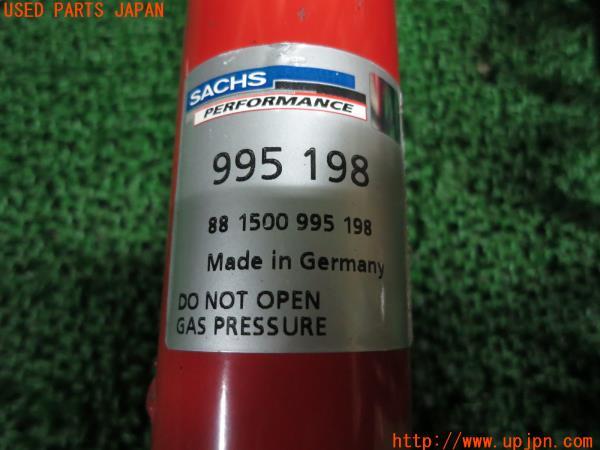 USED PARTS JAPAN
SACHS
PERFORMANCE
995 198
88 1500 995 198
Made in Germany
DO NOT OPEN
GAS PRESSURE
http://www.upjpn.com/